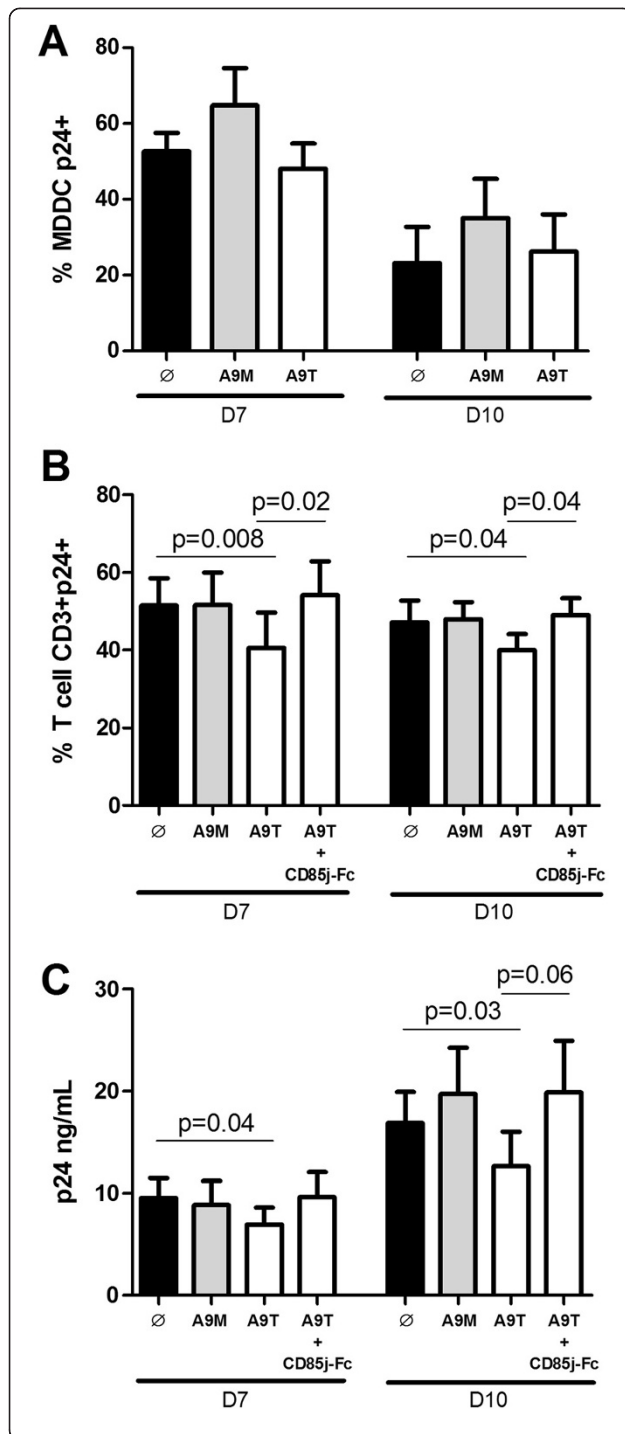 A
% MDDC p24+
80
60
40
20
0
∅ A9M A9T ∅ A9M A9T
D7 D10
B
% T cell CD3+p24+
80
60
40
20
0
p=0.02 p=0.04
p=0.008 p=0.04
∅ A9M A9T A9T ∅ A9M A9T A9T
+ +
CD85j-Fc CD85j-Fc
D7 D10
C
p24 ng/mL
30
20
10
0
p=0.06
p=0.03
p=0.04
∅ A9M A9T A9T ∅ A9M A9T A9T
+ +
CD85j-Fc CD85j-Fc
D7 D10